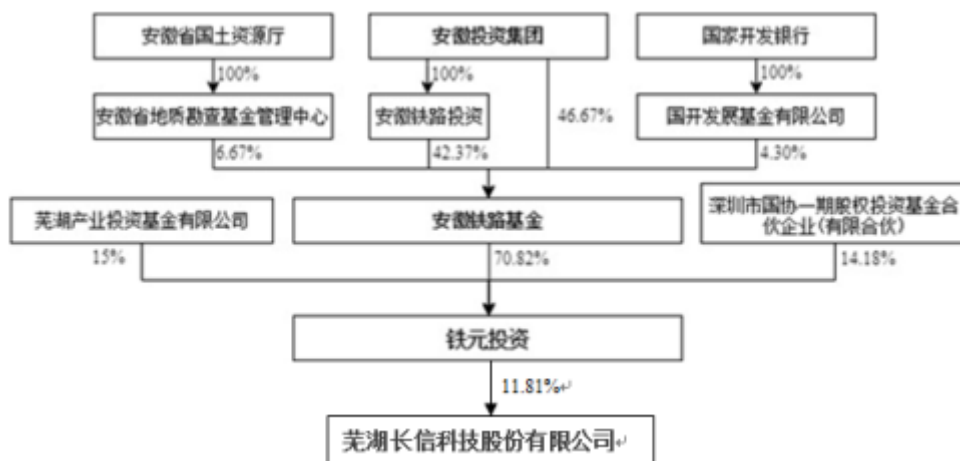 安徽省国土资源厅
安徽投资集团
国家开发银行
100%
100%
100%
安徽省地质勘查基金管理中心
安徽铁路投资
46.67%
国开发展基金有限公司
6.67%
42.37%
4.30%
芜湖产业投资基金有限公司
安徽铁路基金
深圳市国协一期股权投资基金合
伙企业(有限合伙)
15%
70.82%
14.18%
铁元投资
11.81%
芜湖长信科技股份有限公司